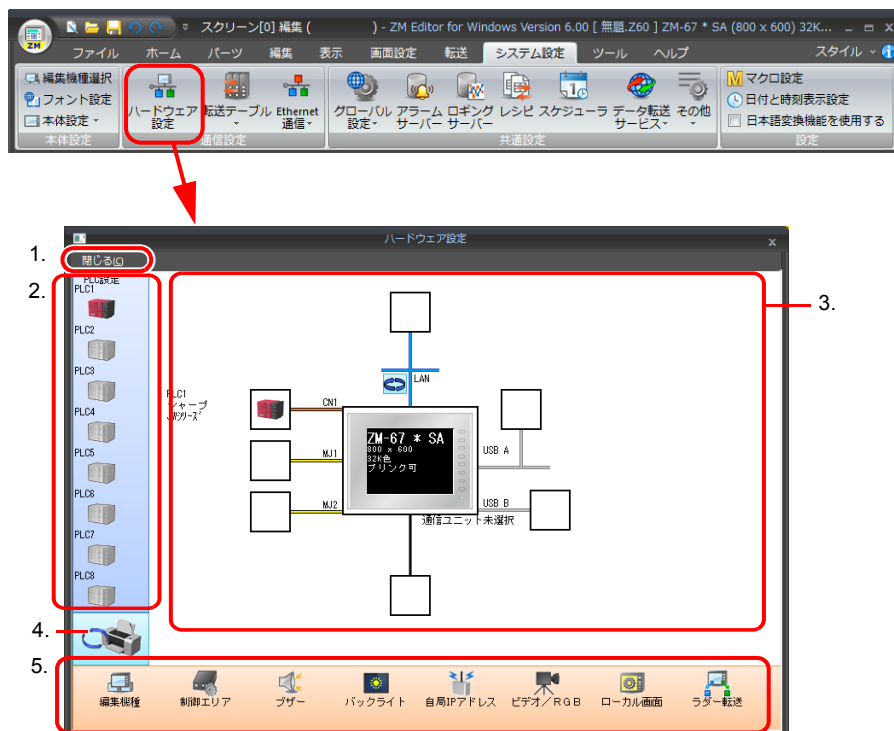 スクリーン[0] 編集 ( ) - ZM Editor for Windows Version 6.00 [ 無題.Z60 ] ZM-67 * SA (800 x 600) 32K...
ZM
ファイル ホーム パーツ 編集 表示 画面設定 転送 システム設定 ツール ヘルプ スタイル
編集機種選択
フォント設定
本体設定
本体設定
ハードウェア設定
転送テーブル
Ethernet通信
通信設定
グローバル設定
アラームサーバー
ロギングサーバー
レシピ
スケジューラ
データ転送サービス
その他
共通設定
マクロ設定
日付と時刻表示設定
日本語変換機能を使用する
設定
ハードウェア設定
1.
閉じる(C)
2.
PLC設定
PLC1
PLC2
PLC3
PLC4
PLC5
PLC6
PLC7
PLC8
3.
LAN
PLC1
シャープ
JWシリーズ
CN1
MJ1
MJ2
ZM-67 * SA
800 x 600
32K色
ブリンク可
USB A
USB B
通信ユニット未選択
4.
5.
編集機種 制御エリア ブザー バックライト 自局IPアドレス ビデオ/RGB ローカル画面 ラダー転送